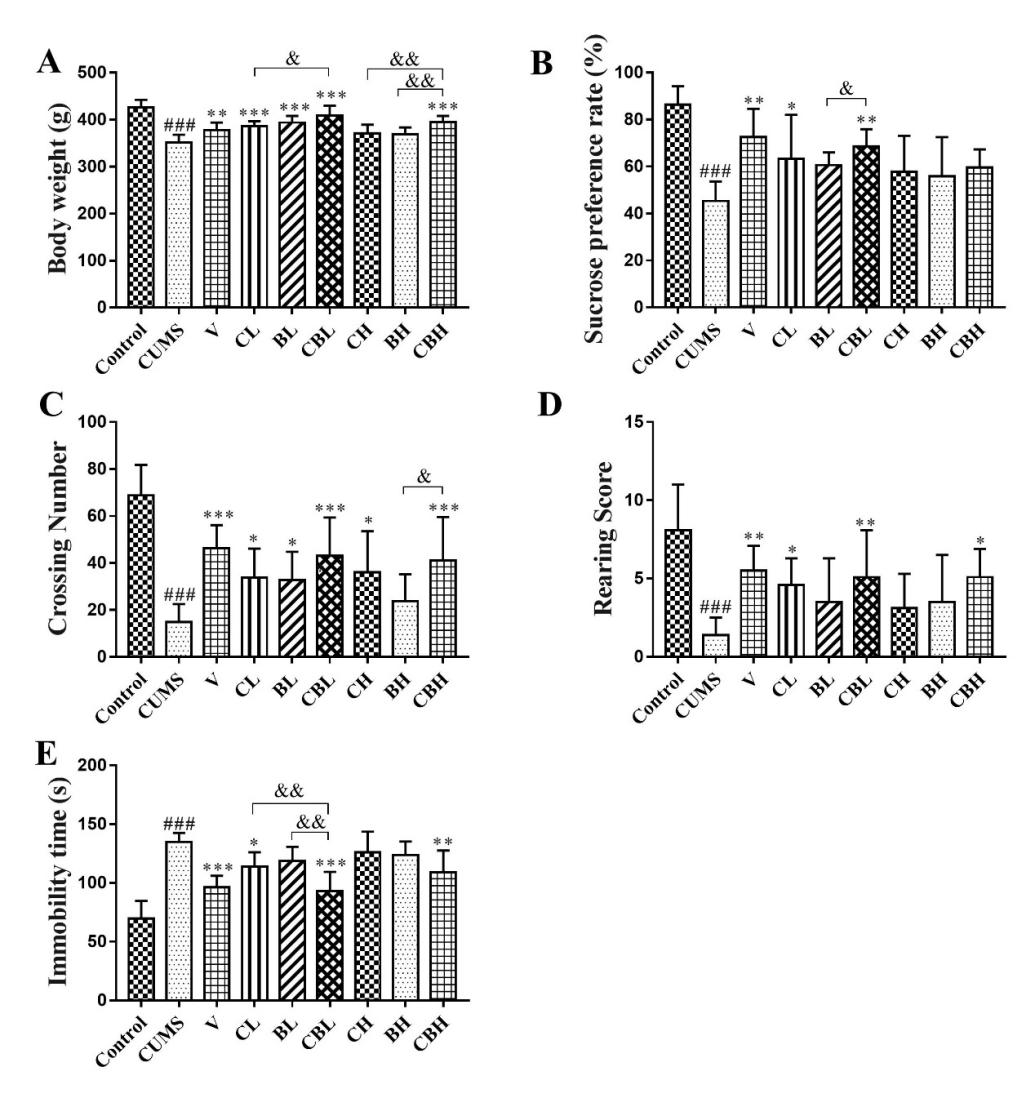 A
Body weight (g)
500
400
300
200
100
0
###
**
***
***
***
***
&
&&
&&
Control
CUMS
V
CL
BL
CBL
CH
BH
CBH
B
Sucrose preference rate (%)
100
80
60
40
20
0
###
**
*
**
&
Control
CUMS
V
CL
BL
CBL
CH
BH
CBH
C
Crossing Number
100
80
60
40
20
0
###
***
*
*
***
*
***
&
Control
CUMS
V
CL
BL
CBL
CH
BH
CBH
D
Rearing Score
15
10
5
0
###
**
*
**
*
Control
CUMS
V
CL
BL
CBL
CH
BH
CBH
E
Immobility time (s)
200
150
100
50
0
###
***
*
***
**
&&
&&
Control
CUMS
V
CL
BL
CBL
CH
BH
CBH